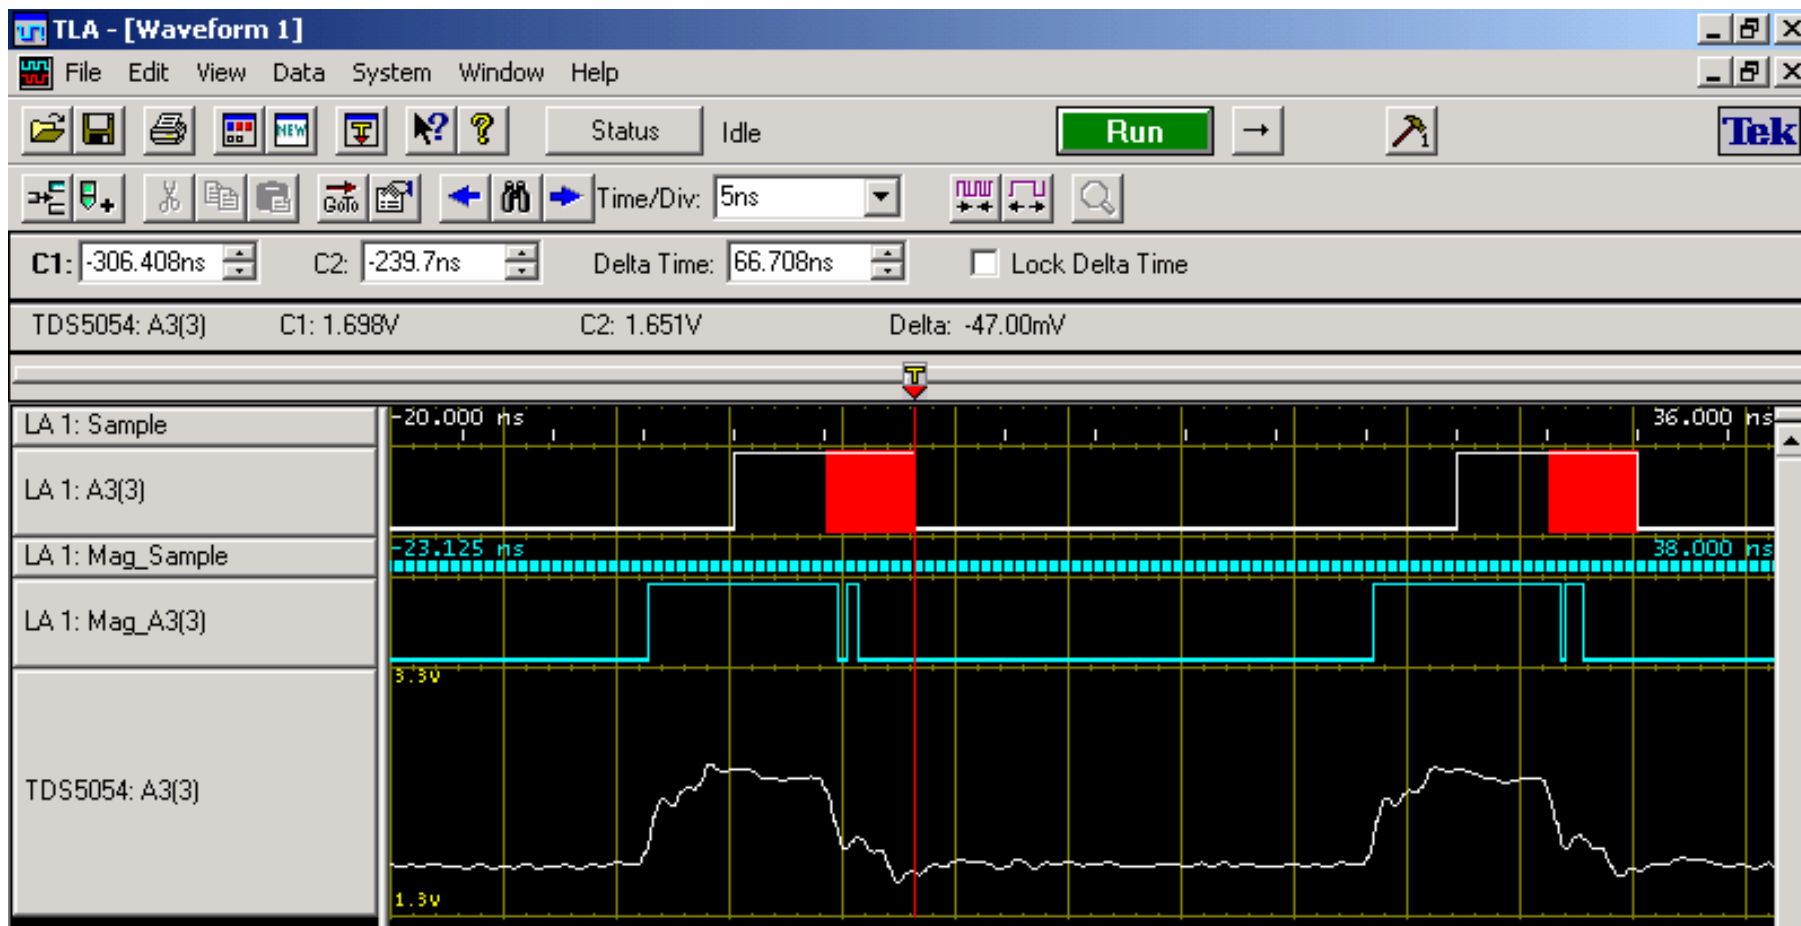 TLA - [Waveform 1]
File Edit View Data System Window Help
NEW T ? ? Status Idle Run → 1 Tek
GoTo Time/Div: 5ns
C1: -306.408ns C2: -239.7ns Delta Time: 66.708ns Lock Delta Time
TDS5054: A3(3) C1: 1.698V C2: 1.651V Delta: -47.00mV
T
LA 1: Sample -20.000 ns 36.000 ns
LA 1: A3(3)
LA 1: Mag_Sample -23.125 ns 38.000 ns
LA 1: Mag_A3(3)
3.3V
TDS5054: A3(3)
1.3V